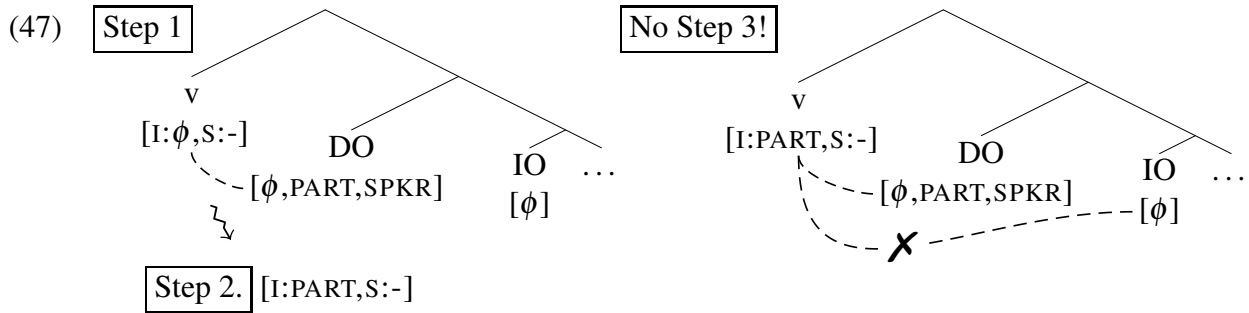 (47) Step 1 No Step 3!
v v
[I:ϕ,S:-] DO [I:PART,S:-] DO
IO … IO …
[ϕ,PART,SPKR] [ϕ,PART,SPKR]
[ϕ] [ϕ]
✗
Step 2. [I:PART,S:-]